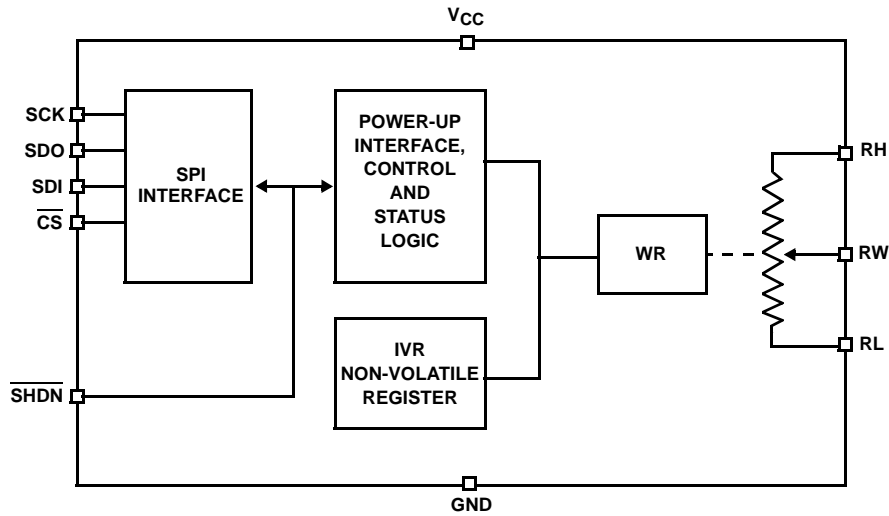 VCC
SCK
SDO
SDI
CS
SHDN
SPI
INTERFACE
POWER-UP
INTERFACE,
CONTROL
AND
STATUS
LOGIC
IVR
NON-VOLATILE
REGISTER
WR
RH
RW
RL
GND